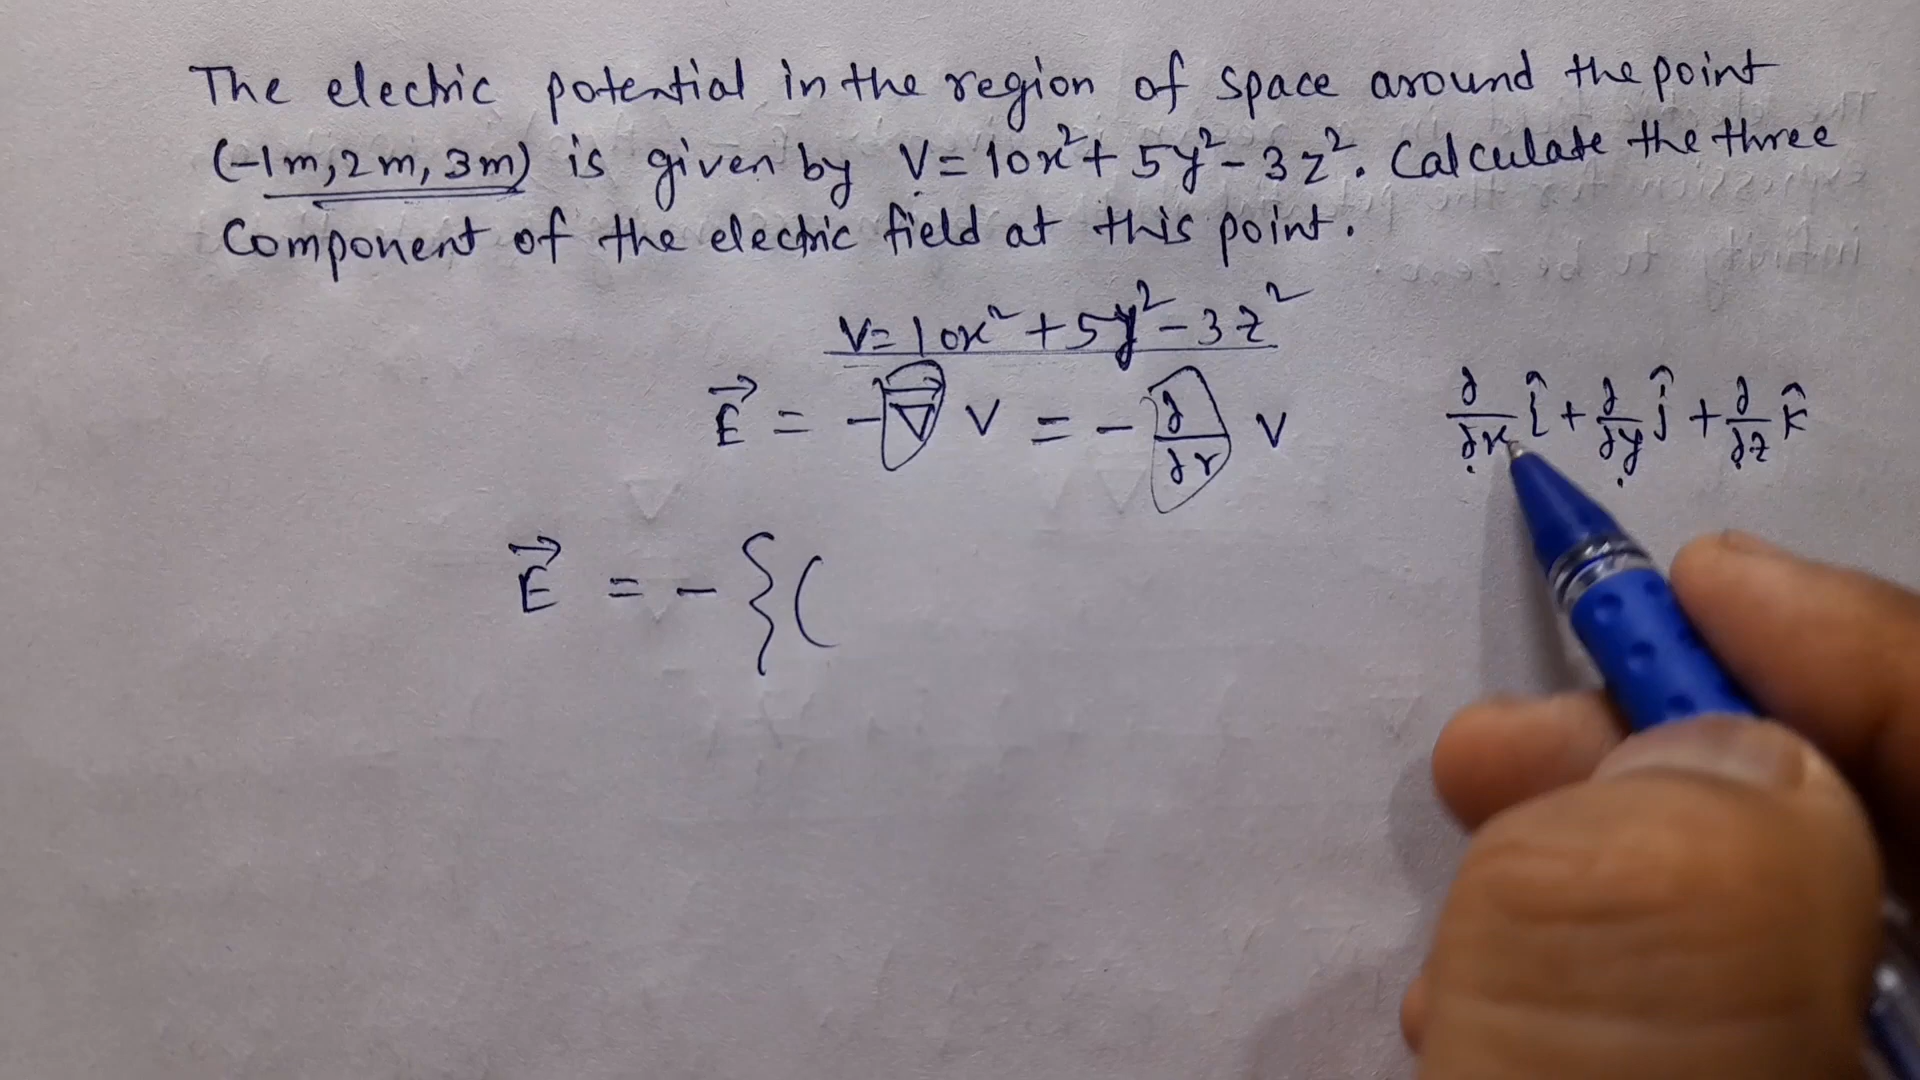 The electric potential in the region of space around the point
(-1m, 2m, 3m) is given by V = 10x² + 5y² - 3z². Calculate the three
Component of the electric field at this point.
V = 10x² + 5y² - 3z²
E⃗ = - ∇⃗ V = - ∂/∂r V
∂/∂x î + ∂/∂y ĵ + ∂/∂z k̂
E⃗ = - { (